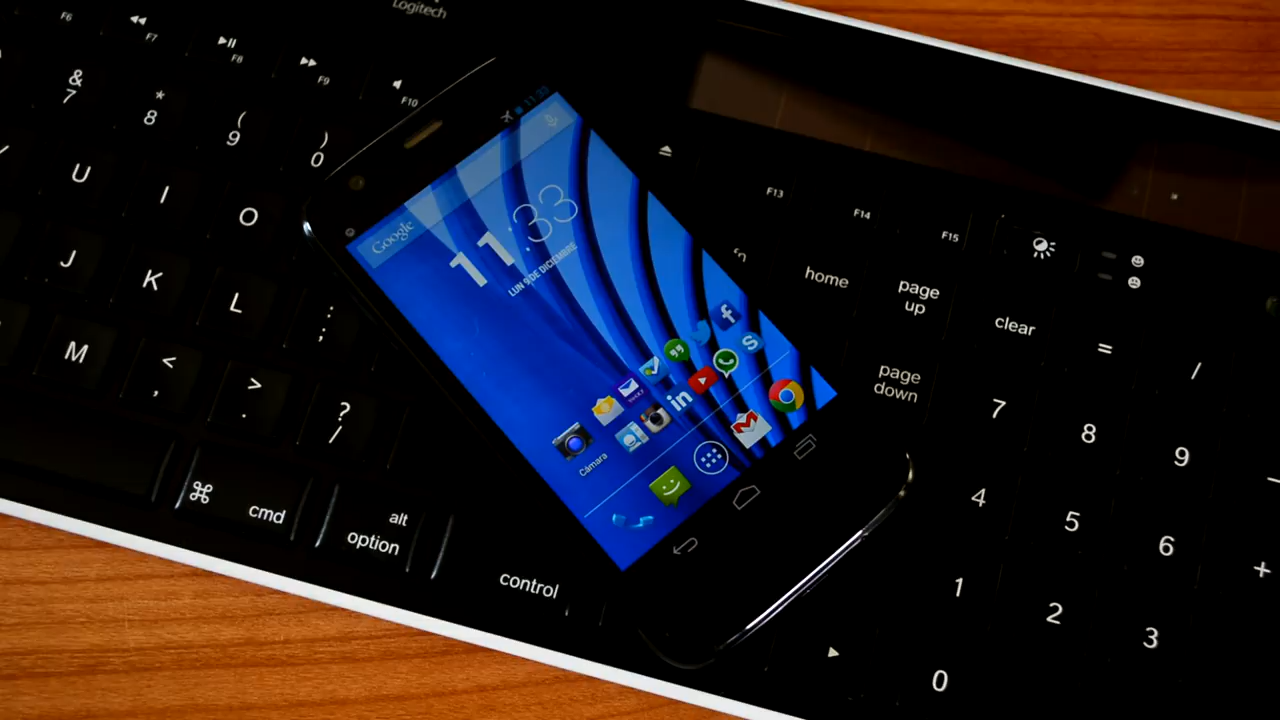 Logitech
F6
F7
F8
F9
F10
& 7
* 8
( 9
) 0
U
I
O
J
K
L
: ;
M
< ,
> .
? /
cmd
alt
option
control
Google
11:33
LUN 9 DE DICIEMBRE
Cámara
in
F13
F14
F15
fn
home
page
up
clear
=
/
page
down
7
8
9
-
4
5
6
+
1
2
3
0